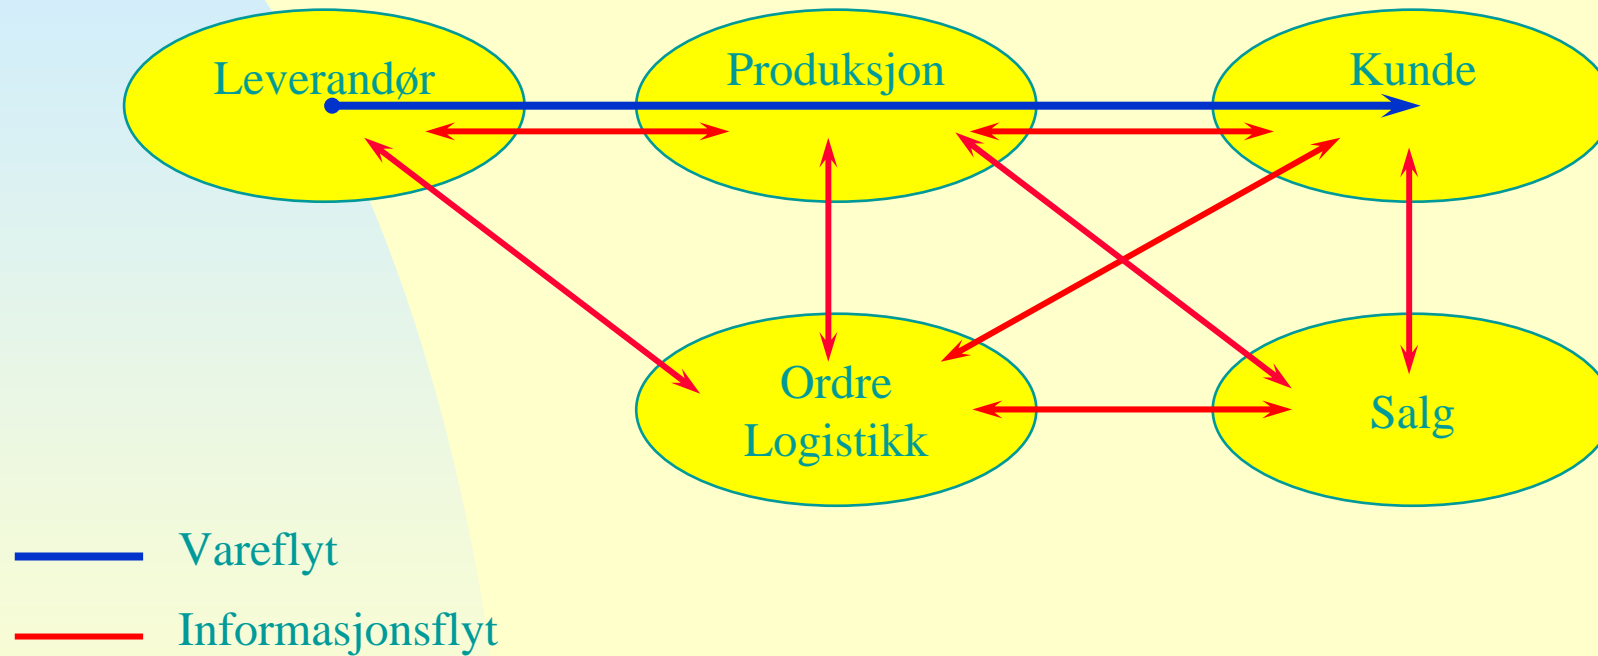 Leverandør
Produksjon
Kunde
Ordre
Logistikk
Salg
Vareflyt
Informasjonsflyt